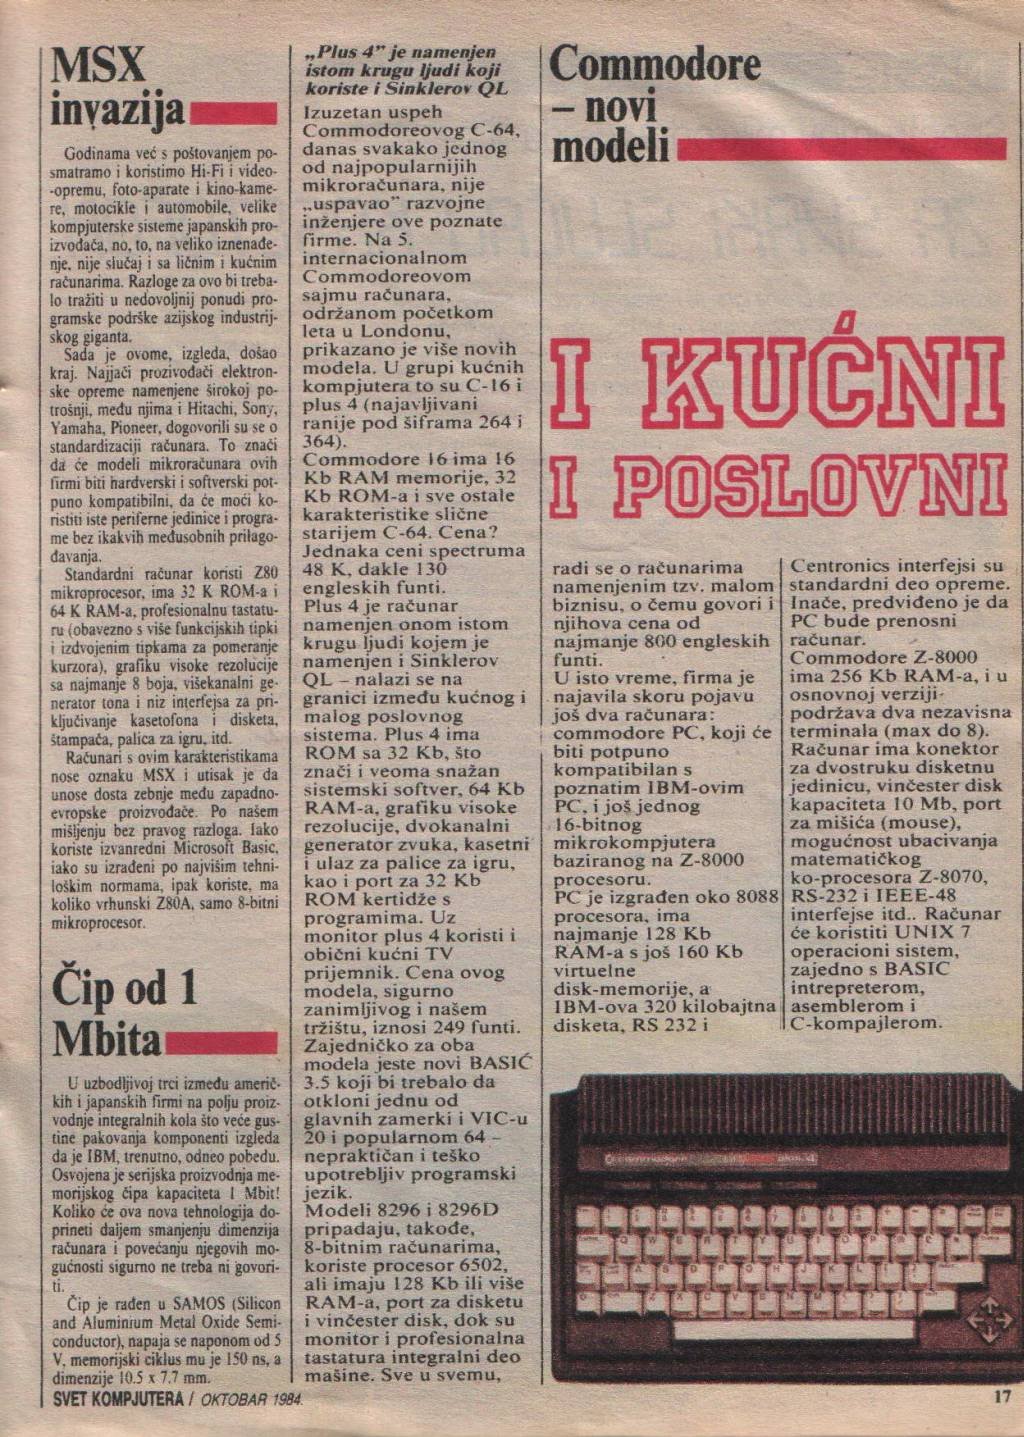 MSX
invazija
Godinama već s poštovanjem po-
smatramo i koristimo Hi-Fi i video-
-opremu, foto-aparate i kino-kame-
re, motocikle i automobile, velike
kompjuterske sisteme japanskih pro-
izvođača, no, to, na veliko iznenađe-
nje, nije slučaj i sa ličnim i kućnim
računarima. Razloge za ovo bi treba-
lo tražiti u nedovoljnij ponudi pro-
gramske podrške azijskog industrij-
skog giganta.
Sada je ovome, izgleda, došao
kraj. Najjači prozivođači elektron-
ske opreme namenjene širokoj po-
trošnji, među njima i Hitachi, Sony,
Yamaha, Pioneer, dogovorili su se o
standardizaciji računara. To znači
da će modeli mikroračunara ovih
firmi biti hardverski i softverski pot-
puno kompatibilni, da će moći ko-
ristiti iste periferne jedinice i progra-
me bez ikakvih međusobnih prilago-
đavanja.
Standardni računar koristi Z80
mikroprocesor, ima 32 K ROM-a i
64 K RAM-a, profesionalnu tastatu-
ru (obavezno s više funkcijskih tipki
i izdvojenim tipkama za pomeranje
kurzora), grafiku visoke rezolucije
sa najmanje 8 boja, višekanalni ge-
nerator tona i niz interfejsa za pri-
ključivanje kasetofona i disketa,
štampača, palica za igru, itd.
Računari s ovim karakteristikama
nose oznaku MSX i utisak je da
unose dosta zebnje među zapadno-
evropske proizvođače. Po našem
mišljenju bez pravog razloga. Iako
koriste izvanredni Microsoft Basic,
iako su izrađeni po najvišim tehni-
loškim normama, ipak koriste, ma
koliko vrhunski Z80A, samo 8-bitni
mikroprocesor.
Čip od 1
Mbita
U uzbodljivoj trci između američ-
kih i japanskih firmi na polju proiz-
vodnje integralnih kola što veće gus-
tine pakovanja komponenti izgleda
da je IBM, trenutno, odneo pobedu.
Osvojena je serijska proizvodnja me-
morijskog čipa kapaciteta 1 Mbit!
Koliko će ova nova tehnologija do-
prineti daljem smanjenju dimenzija
računara i povećanju njegovih mo-
gućnosti sigurno ne treba ni govori-
ti.
Čip je rađen u SAMOS (Silicon
and Aluminium Metal Oxide Semi-
conductor), napaja se naponom od 5
V, memorijski ciklus mu je 150 ns, a
dimenzije 10.5 x 7.7 mm.
„Plus 4” je namenjen
istom krugu ljudi koji
koriste i Sinklerov QL
Izuzetan uspeh
Commodoreovog C-64,
danas svakako jednog
od najpopularnijih
mikroračunara, nije
„uspavao” razvojne
inženjere ove poznate
firme. Na 5.
internacionalnom
Commodoreovom
sajmu računara,
održanom početkom
leta u Londonu,
prikazano je više novih
modela. U grupi kućnih
kompjutera to su C-16 i
plus 4 (najavljivani
ranije pod šiframa 264 i
364).
Commodore 16 ima 16
Kb RAM memorije, 32
Kb ROM-a i sve ostale
karakteristike slične
starijem C-64. Cena?
Jednaka ceni spectruma
48 K, dakle 130
engleskih funti.
Plus 4 je računar
namenjen onom istom
krugu ljudi kojem je
namenjen i Sinklerov
QL – nalazi se na
granici između kućnog i
malog poslovnog
sistema. Plus 4 ima
ROM sa 32 Kb, što
znači i veoma snažan
sistemski softver, 64 Kb
RAM-a, grafiku visoke
rezolucije, dvokanalni
generator zvuka, kasetni
i ulaz za palice za igru,
kao i port za 32 Kb
ROM kertidže s
programima. Uz
monitor plus 4 koristi i
obični kućni TV
prijemnik. Cena ovog
modela, sigurno
zanimljivog i našem
tržištu, iznosi 249 funti.
Zajedničko za oba
modela jeste novi BASIĆ
3.5 koji bi trebalo da
otkloni jednu od
glavnih zamerki i VIC-u
20 i popularnom 64 –
nepraktičan i teško
upotrebljiv programski
jezik.
Modeli 8296 i 8296D
pripadaju, takođe,
8-bitnim računarima,
koriste procesor 6502,
ali imaju 128 Kb ili više
RAM-a, port za disketu
i vinčester disk, dok su
monitor i profesionalna
tastatura integralni deo
mašine. Sve u svemu,
Commodore
– novi
modeli
I KUĆNI
I POSLOVNI
radi se o računarima
namenjenim tzv. malom
biznisu, o čemu govori i
njihova cena od
najmanje 800 engleskih
funti.
U isto vreme, firma je
najavila skoru pojavu
još dva računara:
commodore PC, koji će
biti potpuno
kompatibilan s
poznatim IBM-ovim
PC, i još jednog
16-bitnog
mikrokompjutera
baziranog na Z-8000
procesoru.
PC je izgrađen oko 8088
procesora, ima
najmanje 128 Kb
RAM-a s još 160 Kb
virtuelne
disk-memorije, a
IBM-ova 320 kilobajtna
disketa, RS 232 i
Centronics interfejsi su
standardni deo opreme.
Inače, predviđeno je da
PC bude prenosni
računar.
Commodore Z-8000
ima 256 Kb RAM-a, i u
osnovnoj verziji
podržava dva nezavisna
terminala (max do 8).
Računar ima konektor
za dvostruku disketnu
jedinicu, vinčester disk
kapaciteta 10 Mb, port
za mišića (mouse),
mogućnost ubacivanja
matematičkog
ko-procesora Z-8070,
RS-232 i IEEE-48
interfejse itd.. Računar
će koristiti UNIX 7
operacioni sistem,
zajedno s BASIC
intrepreterom,
asemblerom i
C-kompajlerom.
commodore
SVET KOMPJUTERA / OKTOBAR 1984.
17